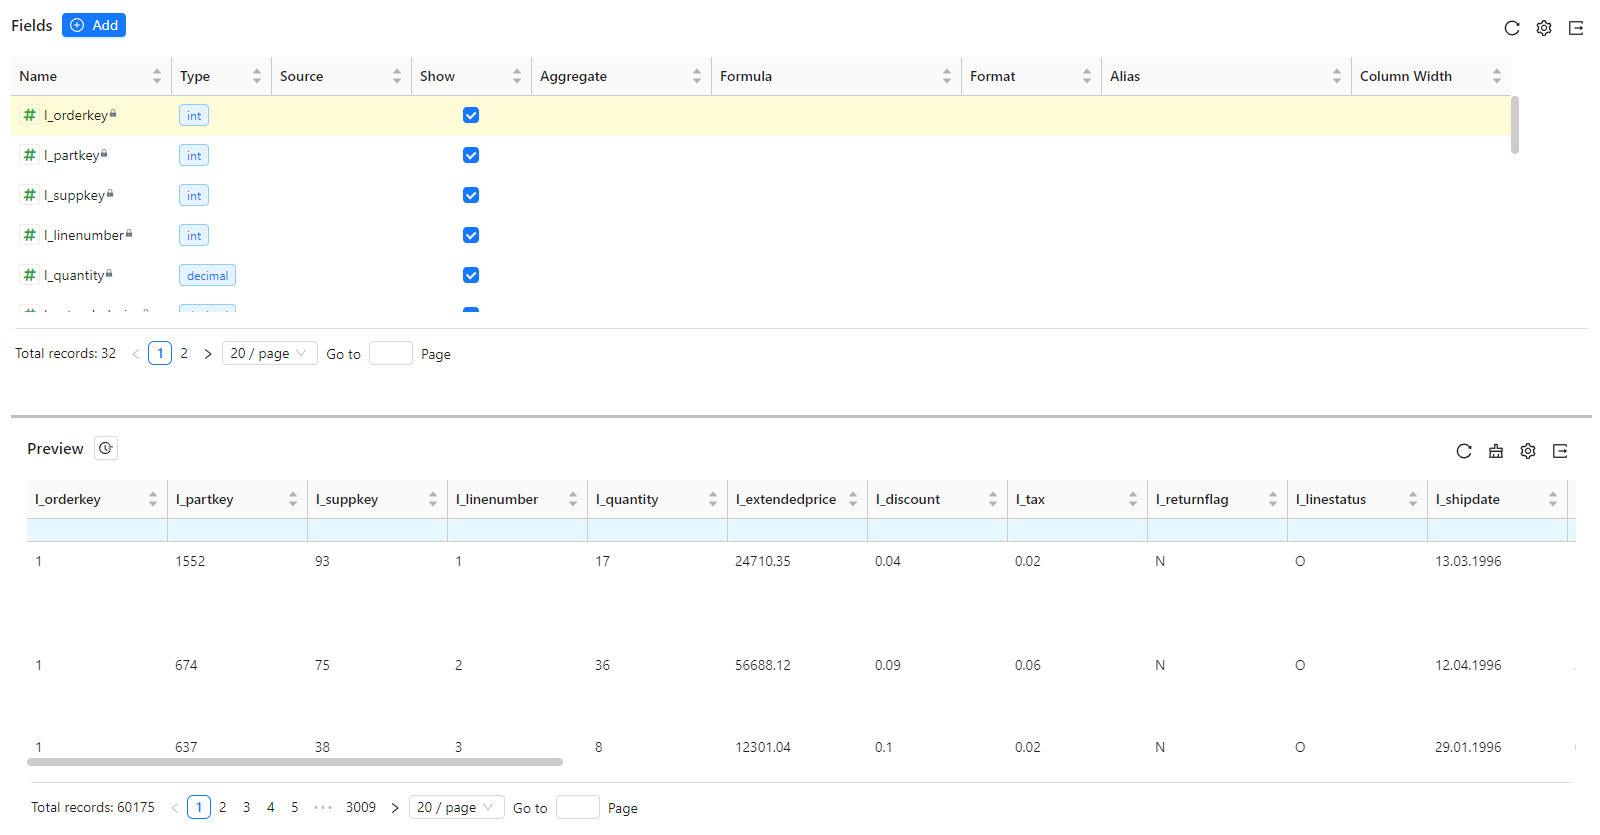 Fields Add
Name Type Source Show Aggregate Formula Format Alias Column Width
l_orderkey int
l_partkey int
l_suppkey int
l_linenumber int
l_quantity decimal
Total records: 32 1 2 20 / page Go to Page
Preview
l_orderkey l_partkey l_suppkey l_linenumber l_quantity l_extendedprice l_discount l_tax l_returnflag l_linestatus l_shipdate
1 1552 93 1 17 24710.35 0.04 0.02 N O 13.03.1996
1 674 75 2 36 56688.12 0.09 0.06 N O 12.04.1996
1 637 38 3 8 12301.04 0.1 0.02 N O 29.01.1996
Total records: 60175 1 2 3 4 5 ••• 3009 20 / page Go to Page